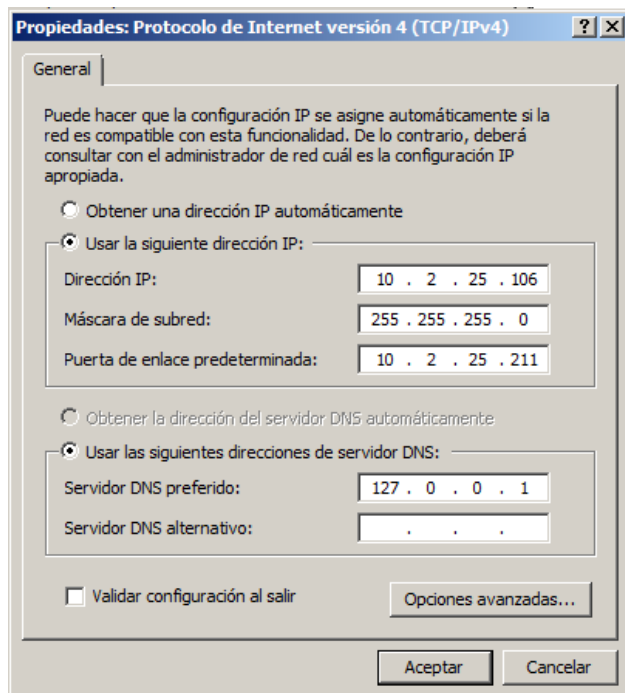 Propiedades: Protocolo de Internet versión 4 (TCP/IPv4) ? X
General
Puede hacer que la configuración IP se asigne automáticamente si la
red es compatible con esta funcionalidad. De lo contrario, deberá
consultar con el administrador de red cuál es la configuración IP
apropiada.
Obtener una dirección IP automáticamente
Usar la siguiente dirección IP:
Dirección IP: 10 . 2 . 25 . 106
Máscara de subred: 255 . 255 . 255 . 0
Puerta de enlace predeterminada: 10 . 2 . 25 . 211
Obtener la dirección del servidor DNS automáticamente
Usar las siguientes direcciones de servidor DNS:
Servidor DNS preferido: 127 . 0 . 0 . 1
Servidor DNS alternativo: . . .
Validar configuración al salir Opciones avanzadas...
Aceptar Cancelar